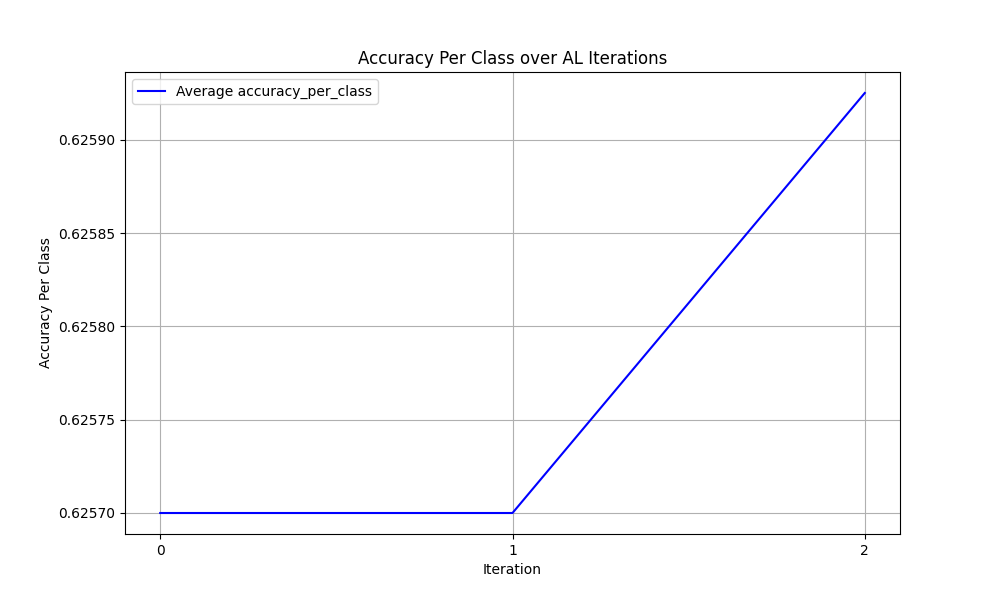 Accuracy Per Class over AL Iterations
Average accuracy_per_class
0.62590
0.62585
0.62580
0.62575
0.62570
Accuracy Per Class
0 1 2
Iteration